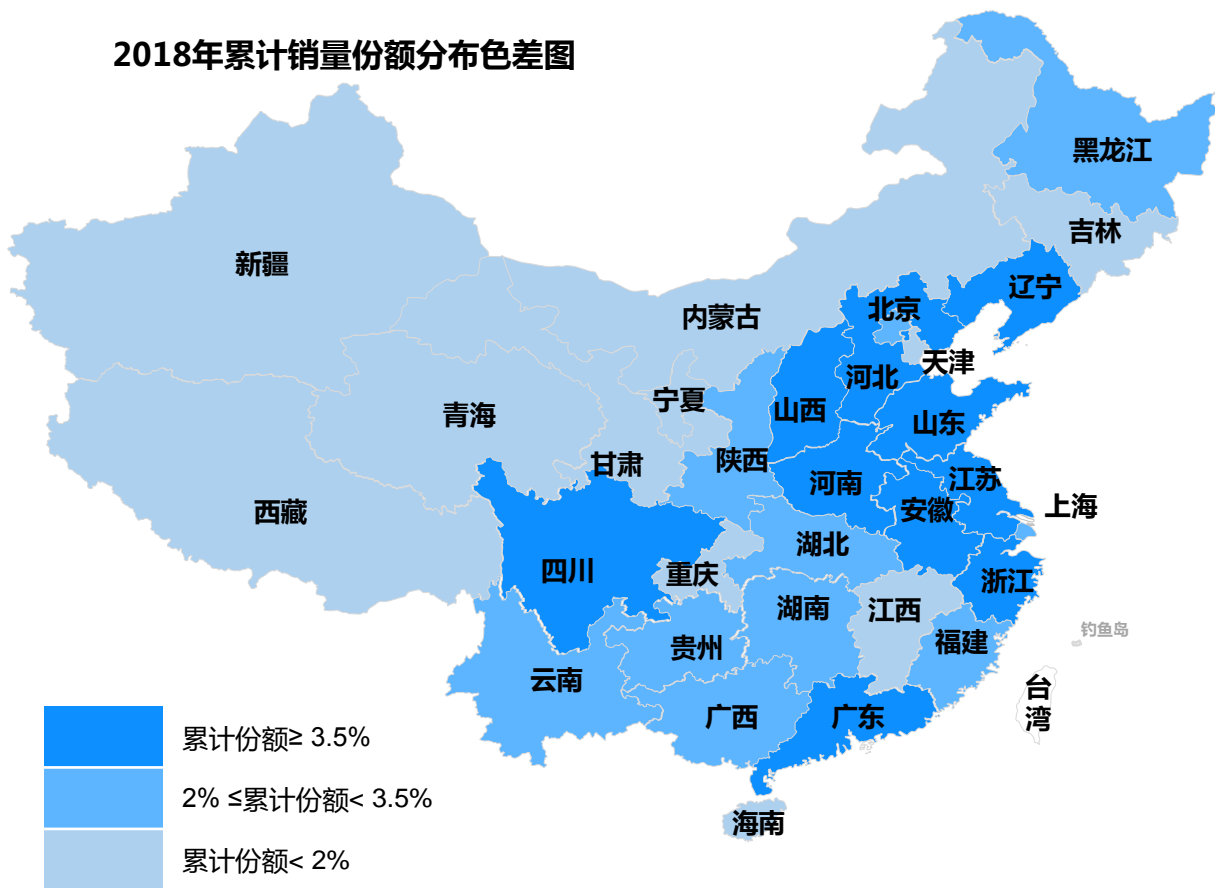 2018年累计销量份额分布色差图
黑龙江
吉林
新疆
辽宁
北京
内蒙古
天津
河北
宁夏
山西
青海
山东
陕西
甘肃
河南
江苏
西藏
安徽
上海
湖北
四川
重庆
浙江
湖南
江西
钓鱼岛
福建
贵州
云南
台
湾
广西
广东
累计份额≥ 3.5%
2% ≤累计份额< 3.5%
海南
累计份额< 2%